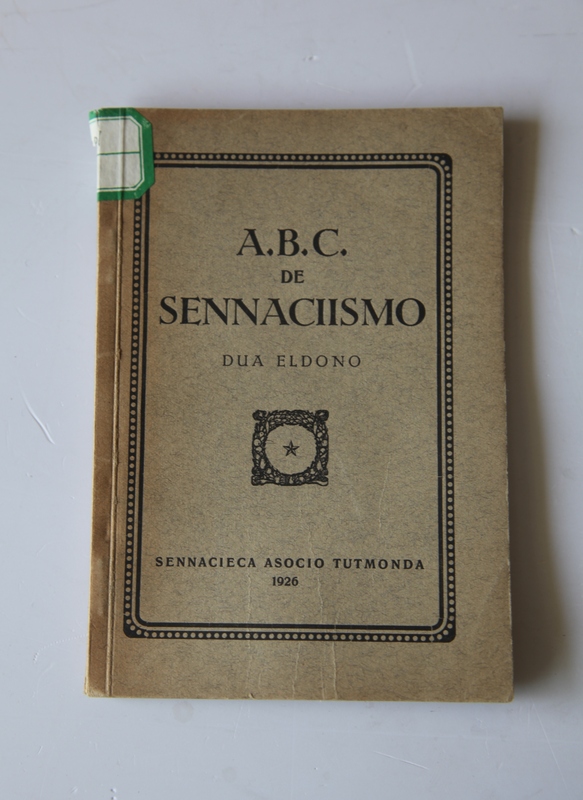 A.B.C.
DE
SENNACIISMO
DUA ELDONO
SENNACIECA ASOCIO TUTMONDA
1926